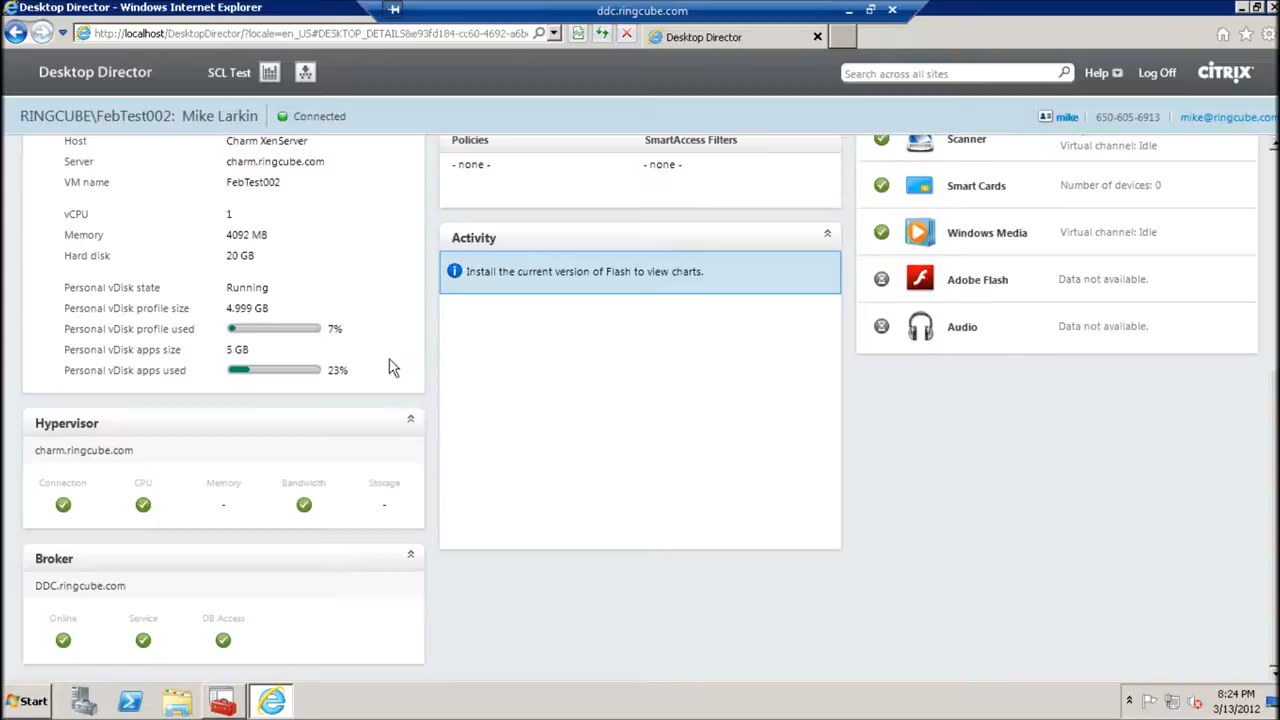 Desktop Director - Windows Internet Explorer
ddc.ringcube.com
http://localhost/DesktopDirector/?locale=en_US#DESKTOP_DETAILS&e93fd184-cc60-4692-a6b
Desktop Director
Desktop Director
SCL Test
Search across all sites
Help
Log Off
CITRIX
RINGCUBE\FebTest002: Mike Larkin
Connected
mike
650-605-6913
mike@ringcube.com
Host
Charm XenServer
Server
charm.ringcube.com
VM name
FebTest002
vCPU
1
Memory
4092 MB
Hard disk
20 GB
Personal vDisk state
Running
Personal vDisk profile size
4.999 GB
Personal vDisk profile used
7%
Personal vDisk apps size
5 GB
Personal vDisk apps used
23%
Hypervisor
charm.ringcube.com
Connection
CPU
Memory
Bandwidth
Storage
-
-
Broker
DDC.ringcube.com
Online
Service
DB Access
Policies
SmartAccess Filters
- none -
- none -
Activity
Install the current version of Flash to view charts.
Scanner
Virtual channel: Idle
Smart Cards
Number of devices: 0
Windows Media
Virtual channel: Idle
Adobe Flash
Data not available.
Audio
Data not available.
Start
8:24 PM
3/13/2012